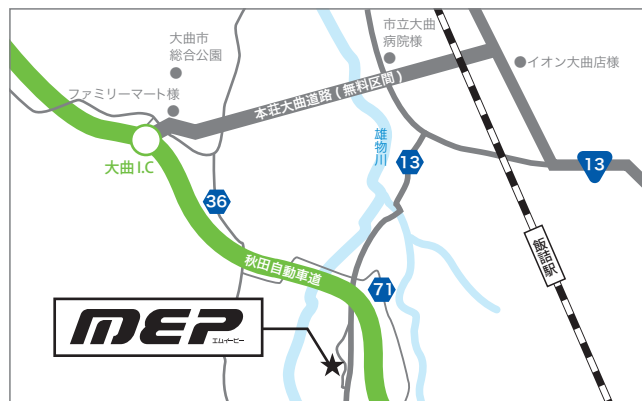 大曲市
総合公園
市立大曲
病院様
イオン大曲店様
ファミリーマート様
本荘大曲道路(無料区間)
大曲I.C
雄物川
13
13
36
秋田自動車道
飯詰駅
71
MEP
エムイーピー